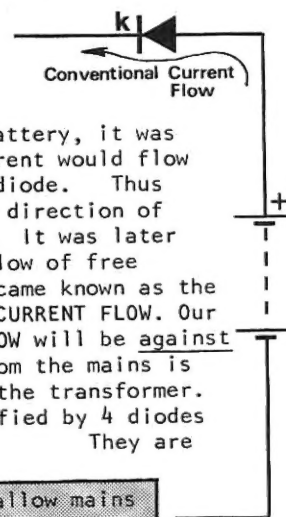 k
Conventional Current
Flow
attery, it was
rent would flow
diode. Thus
direction of
It was later
low of free
came known as the
CURRENT FLOW. Our
OW will be against
om the mains is
the transformer.
fied by 4 diodes
They are
allow mains
+